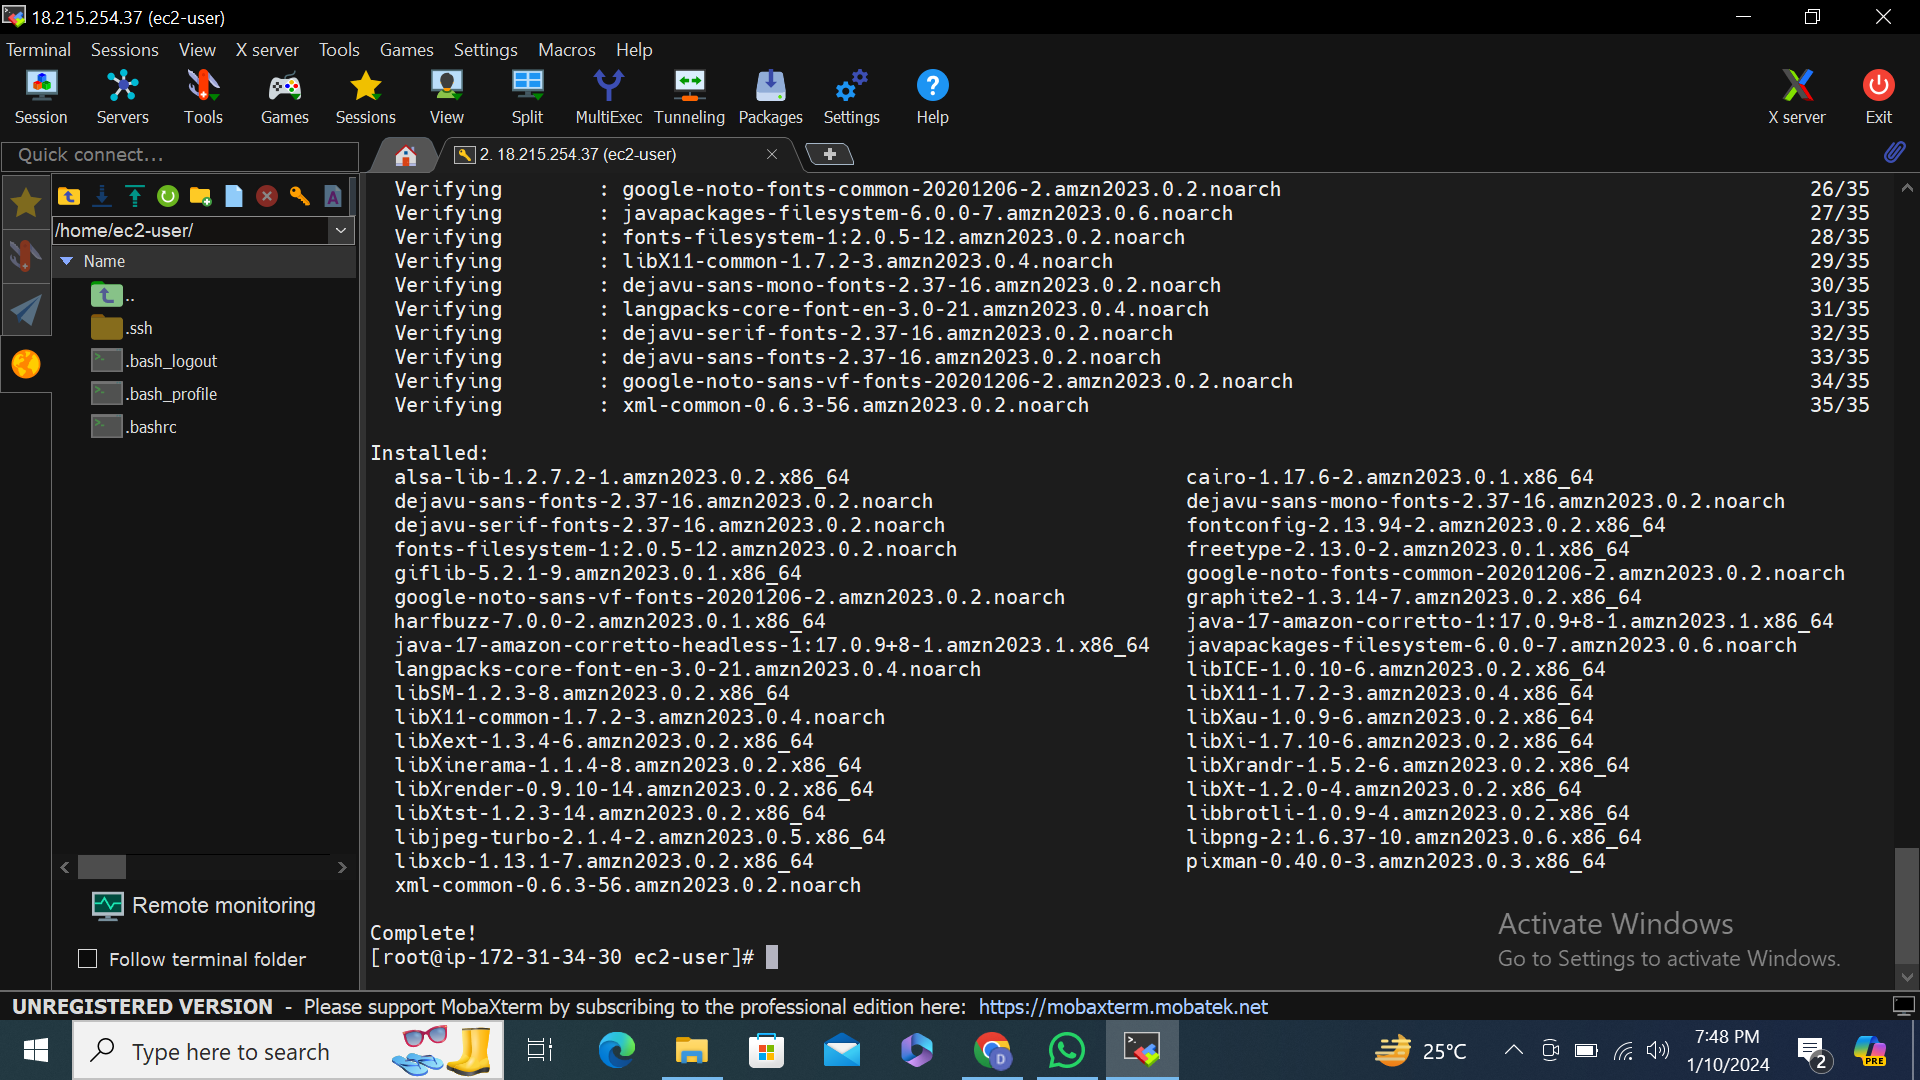 18.215.254.37 (ec2-user)
Terminal Sessions View X server Tools Games Settings Macros Help
Session Servers Tools Games Sessions View Split MultiExec Tunneling Packages Settings Help X server Exit
Quick connect...
2. 18.215.254.37 (ec2-user)
/home/ec2-user/
Name
..
.ssh
.bash_logout
.bash_profile
.bashrc
Remote monitoring
Follow terminal folder
Verifying : google-noto-fonts-common-20201206-2.amzn2023.0.2.noarch 26/35
Verifying : javapackages-filesystem-6.0.0-7.amzn2023.0.6.noarch 27/35
Verifying : fonts-filesystem-1:2.0.5-12.amzn2023.0.2.noarch 28/35
Verifying : libX11-common-1.7.2-3.amzn2023.0.4.noarch 29/35
Verifying : dejavu-sans-mono-fonts-2.37-16.amzn2023.0.2.noarch 30/35
Verifying : langpacks-core-font-en-3.0-21.amzn2023.0.4.noarch 31/35
Verifying : dejavu-serif-fonts-2.37-16.amzn2023.0.2.noarch 32/35
Verifying : dejavu-sans-fonts-2.37-16.amzn2023.0.2.noarch 33/35
Verifying : google-noto-sans-vf-fonts-20201206-2.amzn2023.0.2.noarch 34/35
Verifying : xml-common-0.6.3-56.amzn2023.0.2.noarch 35/35
Installed:
alsa-lib-1.2.7.2-1.amzn2023.0.2.x86_64 cairo-1.17.6-2.amzn2023.0.1.x86_64
dejavu-sans-fonts-2.37-16.amzn2023.0.2.noarch dejavu-sans-mono-fonts-2.37-16.amzn2023.0.2.noarch
dejavu-serif-fonts-2.37-16.amzn2023.0.2.noarch fontconfig-2.13.94-2.amzn2023.0.2.x86_64
fonts-filesystem-1:2.0.5-12.amzn2023.0.2.noarch freetype-2.13.0-2.amzn2023.0.1.x86_64
giflib-5.2.1-9.amzn2023.0.1.x86_64 google-noto-fonts-common-20201206-2.amzn2023.0.2.noarch
google-noto-sans-vf-fonts-20201206-2.amzn2023.0.2.noarch graphite2-1.3.14-7.amzn2023.0.2.x86_64
harfbuzz-7.0.0-2.amzn2023.0.1.x86_64 java-17-amazon-corretto-1:17.0.9+8-1.amzn2023.1.x86_64
java-17-amazon-corretto-headless-1:17.0.9+8-1.amzn2023.1.x86_64 javapackages-filesystem-6.0.0-7.amzn2023.0.6.noarch
langpacks-core-font-en-3.0-21.amzn2023.0.4.noarch libICE-1.0.10-6.amzn2023.0.2.x86_64
libSM-1.2.3-8.amzn2023.0.2.x86_64 libX11-1.7.2-3.amzn2023.0.4.x86_64
libX11-common-1.7.2-3.amzn2023.0.4.noarch libXau-1.0.9-6.amzn2023.0.2.x86_64
libXext-1.3.4-6.amzn2023.0.2.x86_64 libXi-1.7.10-6.amzn2023.0.2.x86_64
libXinerama-1.1.4-8.amzn2023.0.2.x86_64 libXrandr-1.5.2-6.amzn2023.0.2.x86_64
libXrender-0.9.10-14.amzn2023.0.2.x86_64 libXt-1.2.0-4.amzn2023.0.2.x86_64
libXtst-1.2.3-14.amzn2023.0.2.x86_64 libbrotli-1.0.9-4.amzn2023.0.2.x86_64
libjpeg-turbo-2.1.4-2.amzn2023.0.5.x86_64 libpng-2:1.6.37-10.amzn2023.0.6.x86_64
libxcb-1.13.1-7.amzn2023.0.2.x86_64 pixman-0.40.0-3.amzn2023.0.3.x86_64
xml-common-0.6.3-56.amzn2023.0.2.noarch
Complete!
[root@ip-172-31-34-30 ec2-user]#
Activate Windows
Go to Settings to activate Windows.
UNREGISTERED VERSION - Please support MobaXterm by subscribing to the professional edition here: https://mobaxterm.mobatek.net
Type here to search
D
25°C
7:48 PM
1/10/2024
2
PRE